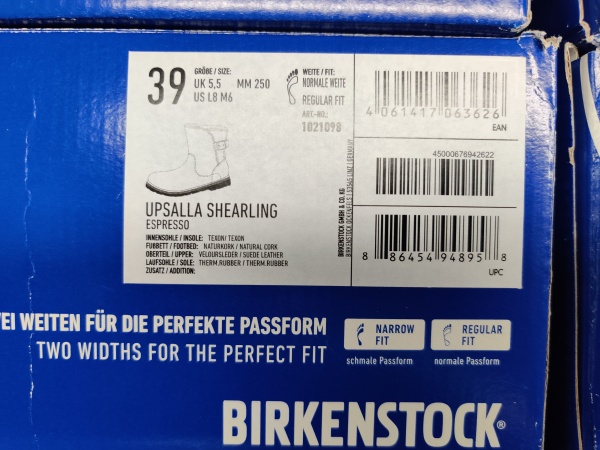 39
GRÖßE / SIZE:
UK 5,5 MM 250
US L8 M6
WEITE / FIT:
NORMALE WEITE
REGULAR FIT
ART.-NO.:
1021098
4 061417 063626
EAN
45000678942622
UPSALLA SHEARLING
ESPRESSO
INNENSOHLE / INSOLE: TEXON/ TEXON
FUßBETT / FOOTBED: NATURKORK / NATURAL CORK
OBERTEIL / UPPER: VELOURSLEDER / SUEDE LEATHER
LAUFSOHLE / SOLE: THERM.RUBBER / THERM.RUBBER
ZUSATZ / ADDITION:
BIRKENSTOCK GMBH & CO. KG
8 86454 94895 8
UPC
EI WEITEN FÜR DIE PERFEKTE PASSFORM
TWO WIDTHS FOR THE PERFECT FIT
NARROW FIT
schmale Passform
REGULAR FIT
normale Passform
BIRKENSTOCK®